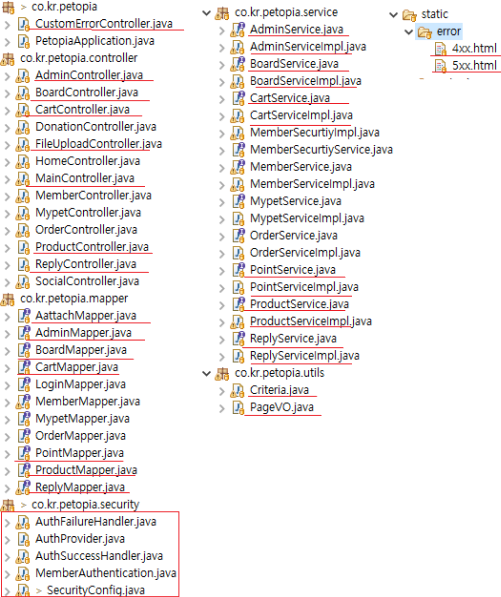 co.kr.petopia
CustomErrorController.java
PetopiaApplication.java
co.kr.petopia.controller
AdminController.java
BoardController.java
CartController.java
DonationController.java
FileUploadController.java
HomeController.java
MainController.java
MemberController.java
MypetController.java
OrderController.java
ProductController.java
ReplyController.java
SocialController.java
co.kr.petopia.mapper
AattachMapper.java
AdminMapper.java
BoardMapper.java
CartMapper.java
LoginMapper.java
MemberMapper.java
MypetMapper.java
OrderMapper.java
PointMapper.java
ProductMapper.java
ReplyMapper.java
co.kr.petopia.security
AuthFailureHandler.java
AuthProvider.java
AuthSuccessHandler.java
MemberAuthentication.java
SecurityConfig.java
co.kr.petopia.service
AdminService.java
AdminServiceImpl.java
BoardService.java
BoardServiceImpl.java
CartService.java
CartServiceImpl.java
MemberSecurtiyImpl.java
MemberSecurtiyService.java
MemberService.java
MemberServiceImpl.java
MypetService.java
MypetServiceImpl.java
OrderService.java
OrderServiceImpl.java
PointService.java
PointServiceImpl.java
ProductService.java
ProductServiceImpl.java
ReplyService.java
ReplyServiceImpl.java
co.kr.petopia.utils
Criteria.java
PageVO.java
static
error
4xx.html
5xx.html